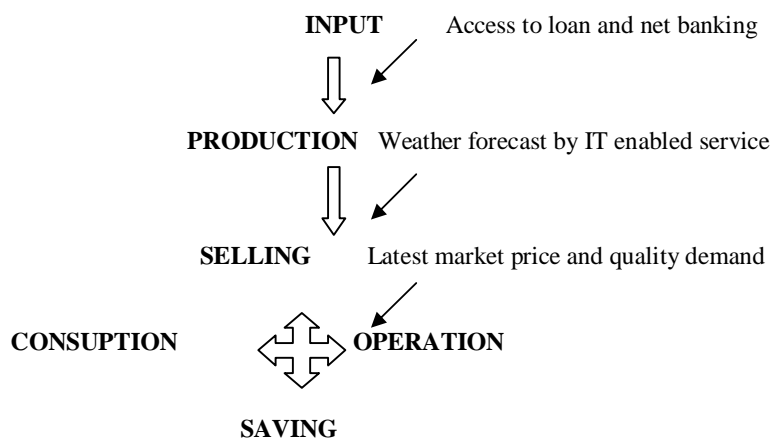 INPUT Access to loan and net banking
PRODUCTION Weather forecast by IT enabled service
SELLING Latest market price and quality demand
CONSUPTION OPERATION
SAVING